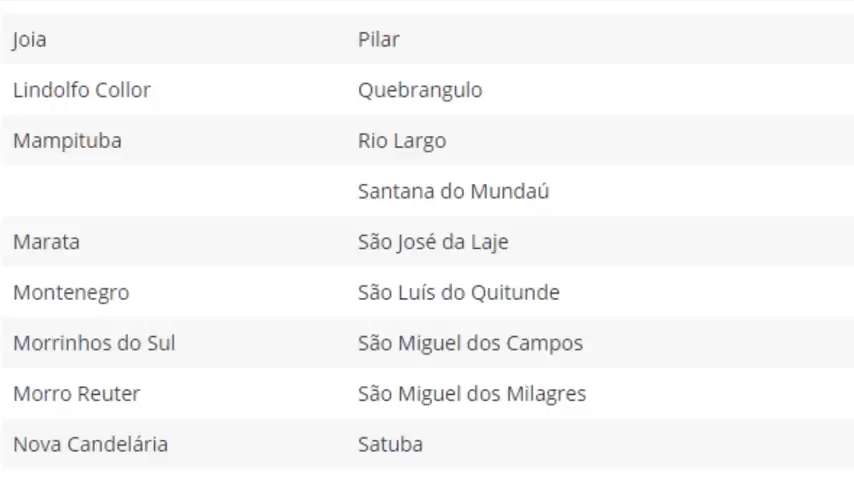 Joia Pilar
Lindolfo Collor Quebrangulo
Mampituba Rio Largo
Santana do Mundaú
Marata São José da Laje
Montenegro São Luís do Quitunde
Morrinhos do Sul São Miguel dos Campos
Morro Reuter São Miguel dos Milagres
Nova Candelária Satuba